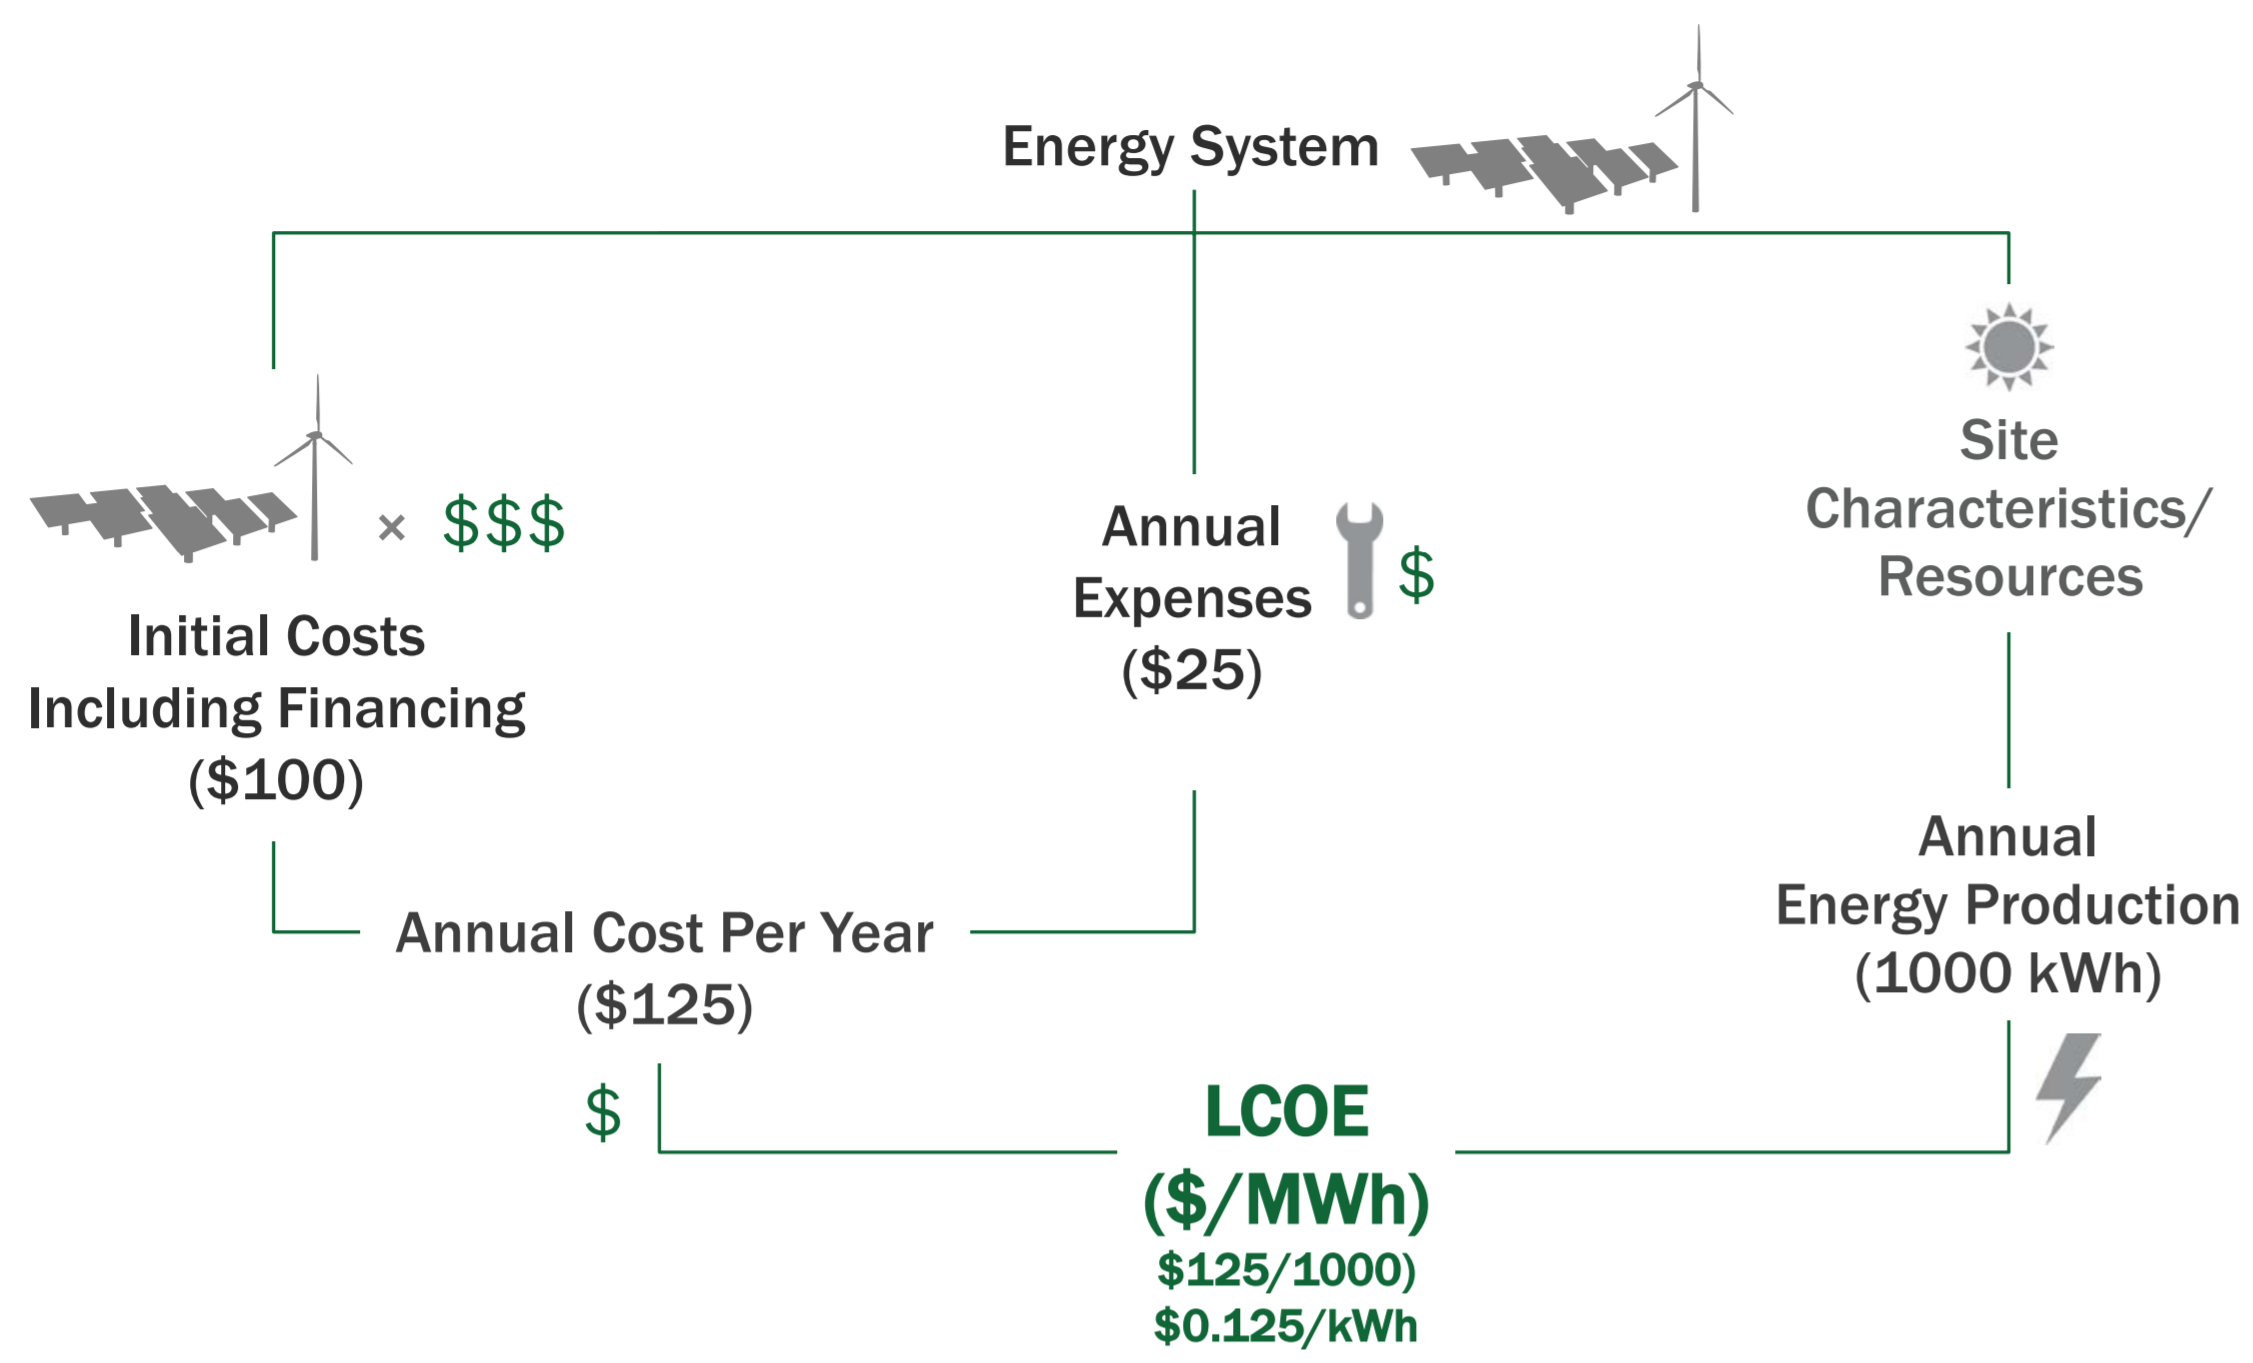 Energy System
Site
Characteristics/
Resources
× $$$
Annual
Expenses
($25)
$
Initial Costs
Including Financing
($100)
Annual
Energy Production
(1000 kWh)
Annual Cost Per Year
($125)
$
LCOE
($/MWh)
$125/1000)
$0.125/kWh